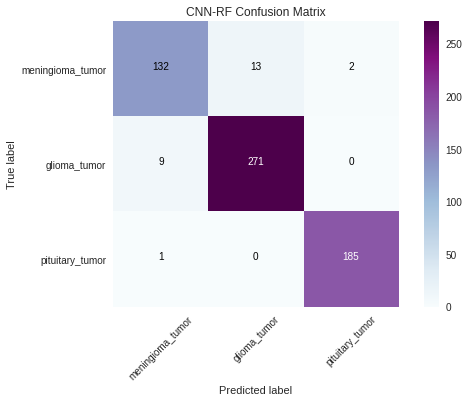 CNN-RF Confusion Matrix
True label
meningioma_tumor
132
13
2
glioma_tumor
9
271
0
pituitary_tumor
1
0
185
meningioma_tumor
glioma_tumor
pituitary_tumor
Predicted label
250
200
150
100
50
0